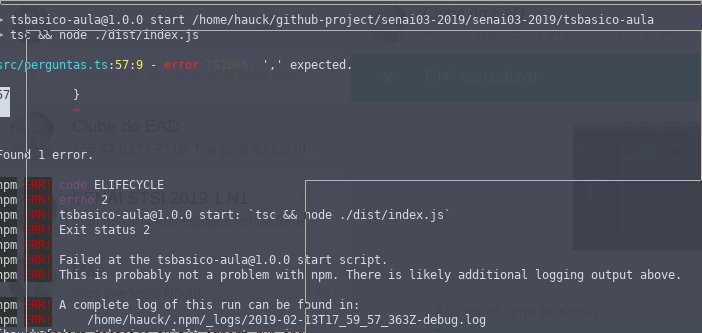 > tsbasico-aula@1.0.0 start /home/hauck/github-project/senai03-2019/senai03-2019/tsbasico-aula
> tsc && node ./dist/index.js
src/perguntas.ts:57:9 - error TS1005: ',' expected.
57 }
~
Found 1 error.
npm ERR! code ELIFECYCLE
npm ERR! errno 2
npm ERR! tsbasico-aula@1.0.0 start: `tsc && node ./dist/index.js`
npm ERR! Exit status 2
npm ERR!
npm ERR! Failed at the tsbasico-aula@1.0.0 start script.
npm ERR! This is probably not a problem with npm. There is likely additional logging output above.
npm ERR! A complete log of this run can be found in:
npm ERR! /home/hauck/.npm/_logs/2019-02-13T17_59_57_363Z-debug.log
Pré-visualizar
Clube do EAD
Tira print do teu
SENAI STSI 2019 1 N1
uma legenda